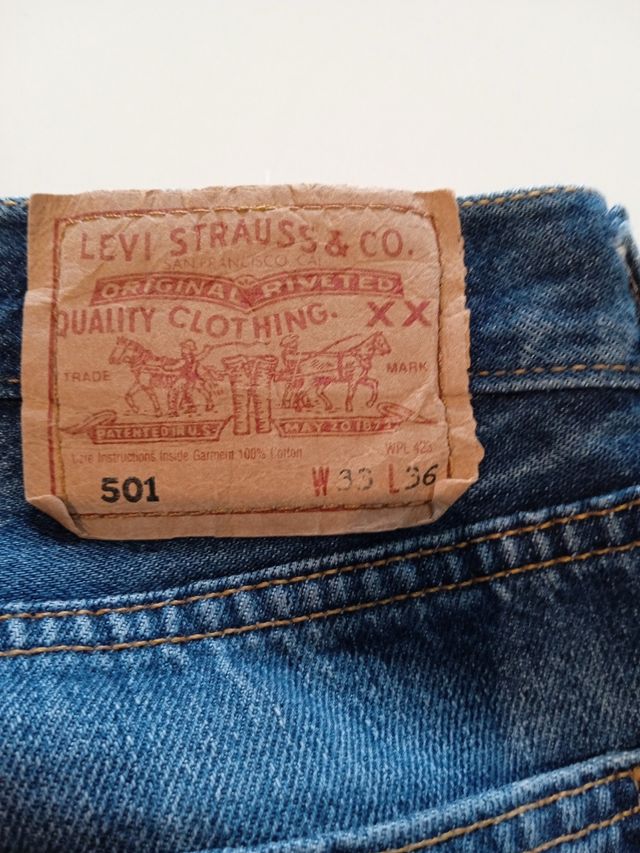 LEVI STRAUSS & CO.
SAN FRANCISCO CAL
ORIGINAL RIVETED
QUALITY CLOTHING. XX
TRADE MARK
PATENTED IN U.S. MAY 20 1873
Care Instructions Inside Garment 100% Cotton WPL 423
501 W 33 L 36